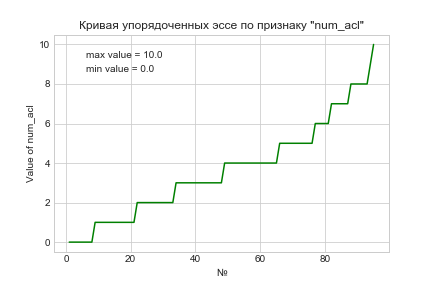 Кривая упорядоченных эссе по признаку "num_acl"
max value = 10.0
min value = 0.0
Value of num_acl
10
8
6
4
2
0
0 20 40 60 80
№